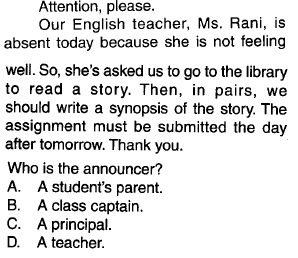 Attention, please.
Our English teacher, Ms. Rani, is
absent today because she is not feeling
well. So, she's asked us to go to the library
to read a story. Then, in pairs, we
should write a synopsis of the story. The
assignment must be submitted the day
after tomorrow. Thank you.
Who is the announcer?
A. A student's parent.
B. A class captain.
C. A principal.
D. A teacher.